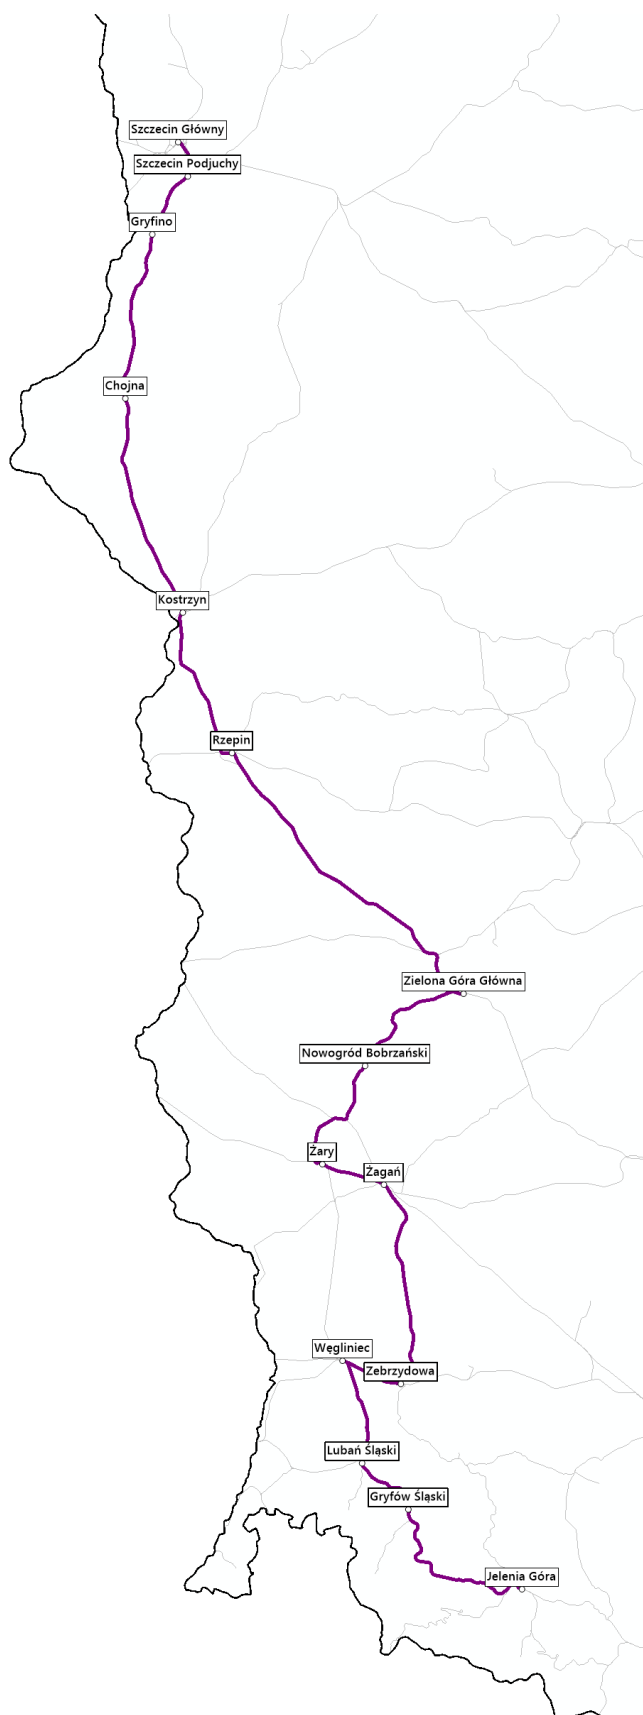 Szczecin Główny
Szczecin Podjuchy
Gryfino
Chojna
Kostrzyn
Rzepin
Zielona Góra Główna
Nowogród Bobrzański
Żary
Żagań
Węgliniec
Zebrzydowa
Lubań Śląski
Gryfów Śląski
Jelenia Góra